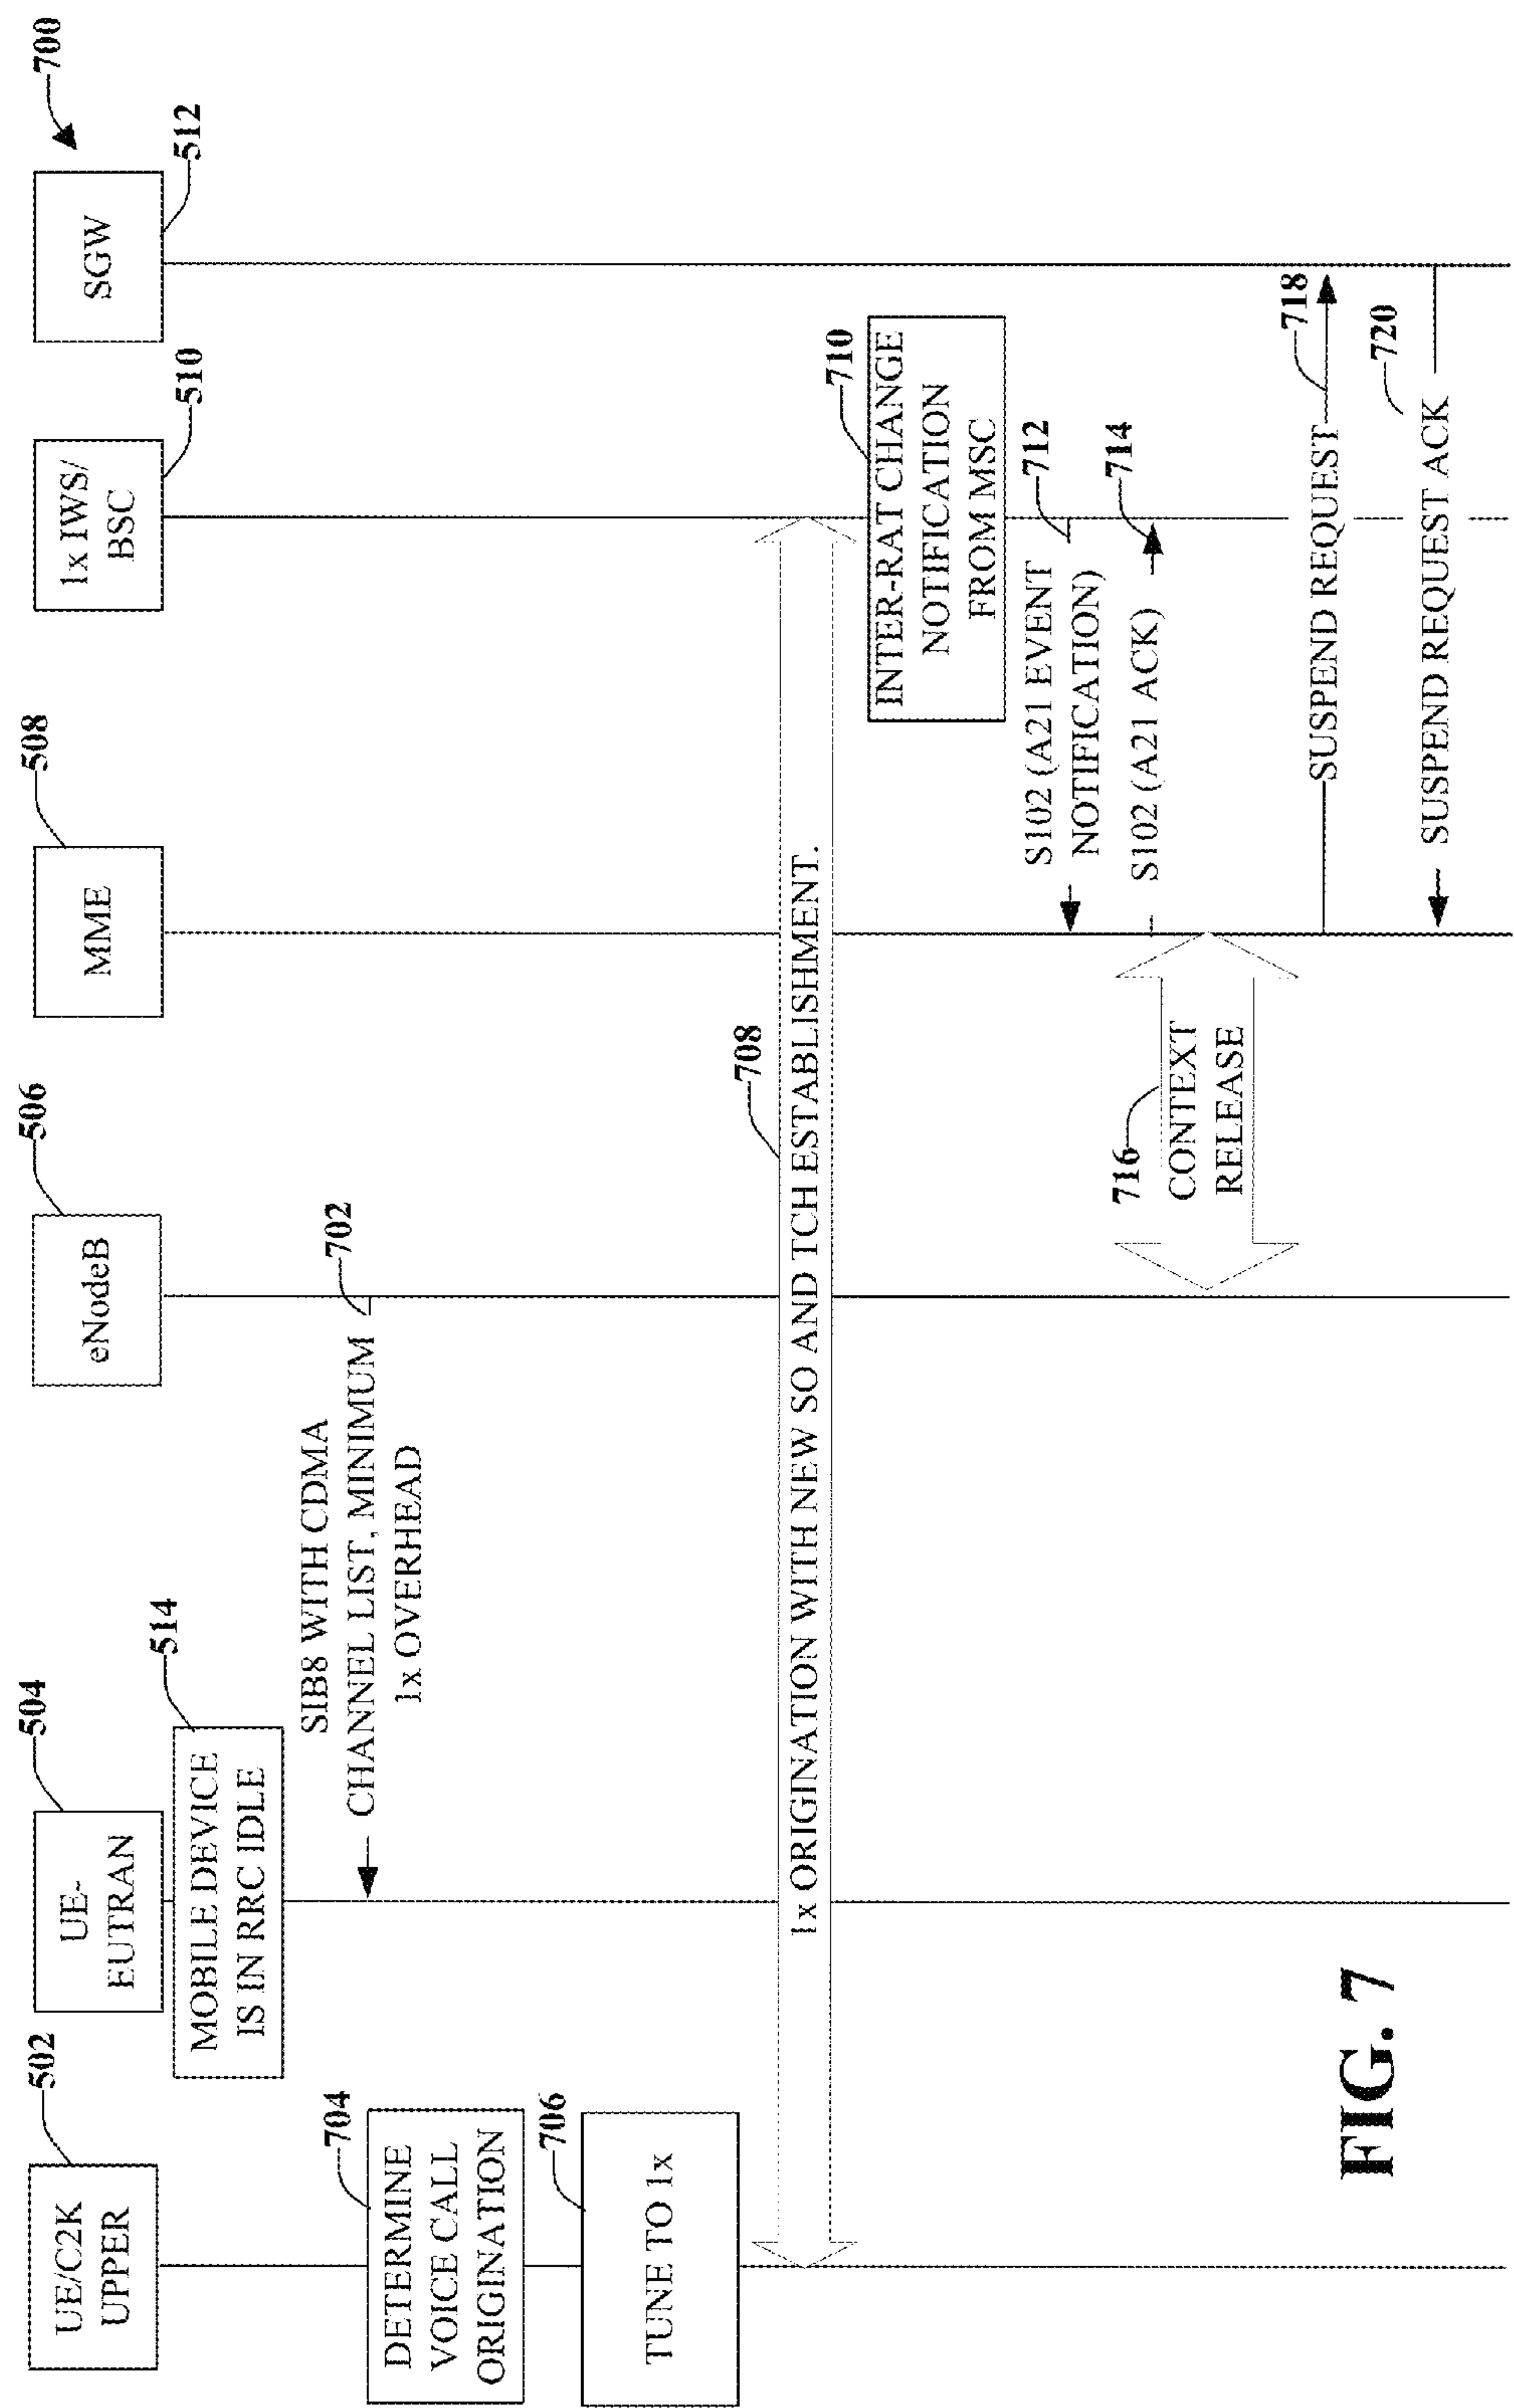 700
UE/C2K
UPPER
502
UE-
EUTRAN
504
eNodeB
506
MME
508
1x IWS/
BSC
510
SGW
512
MOBILE DEVICE
IS IN RRC IDLE
514
SIB8 WITH CDMA
CHANNEL LIST, MINIMUM
1x OVERHEAD
702
DETERMINE
VOICE CALL
ORIGINATION
704
TUNE TO 1x
706
1x ORIGINATION WITH NEW SO AND TCH ESTABLISHMENT.
708
INTER-RAT CHANGE
NOTIFICATION
FROM MSC
710
S102 (A21 EVENT
NOTIFICATION)
712
S102 (A21 ACK)
714
CONTEXT
RELEASE
716
SUSPEND REQUEST
718
SUSPEND REQUEST ACK
720
FIG. 7